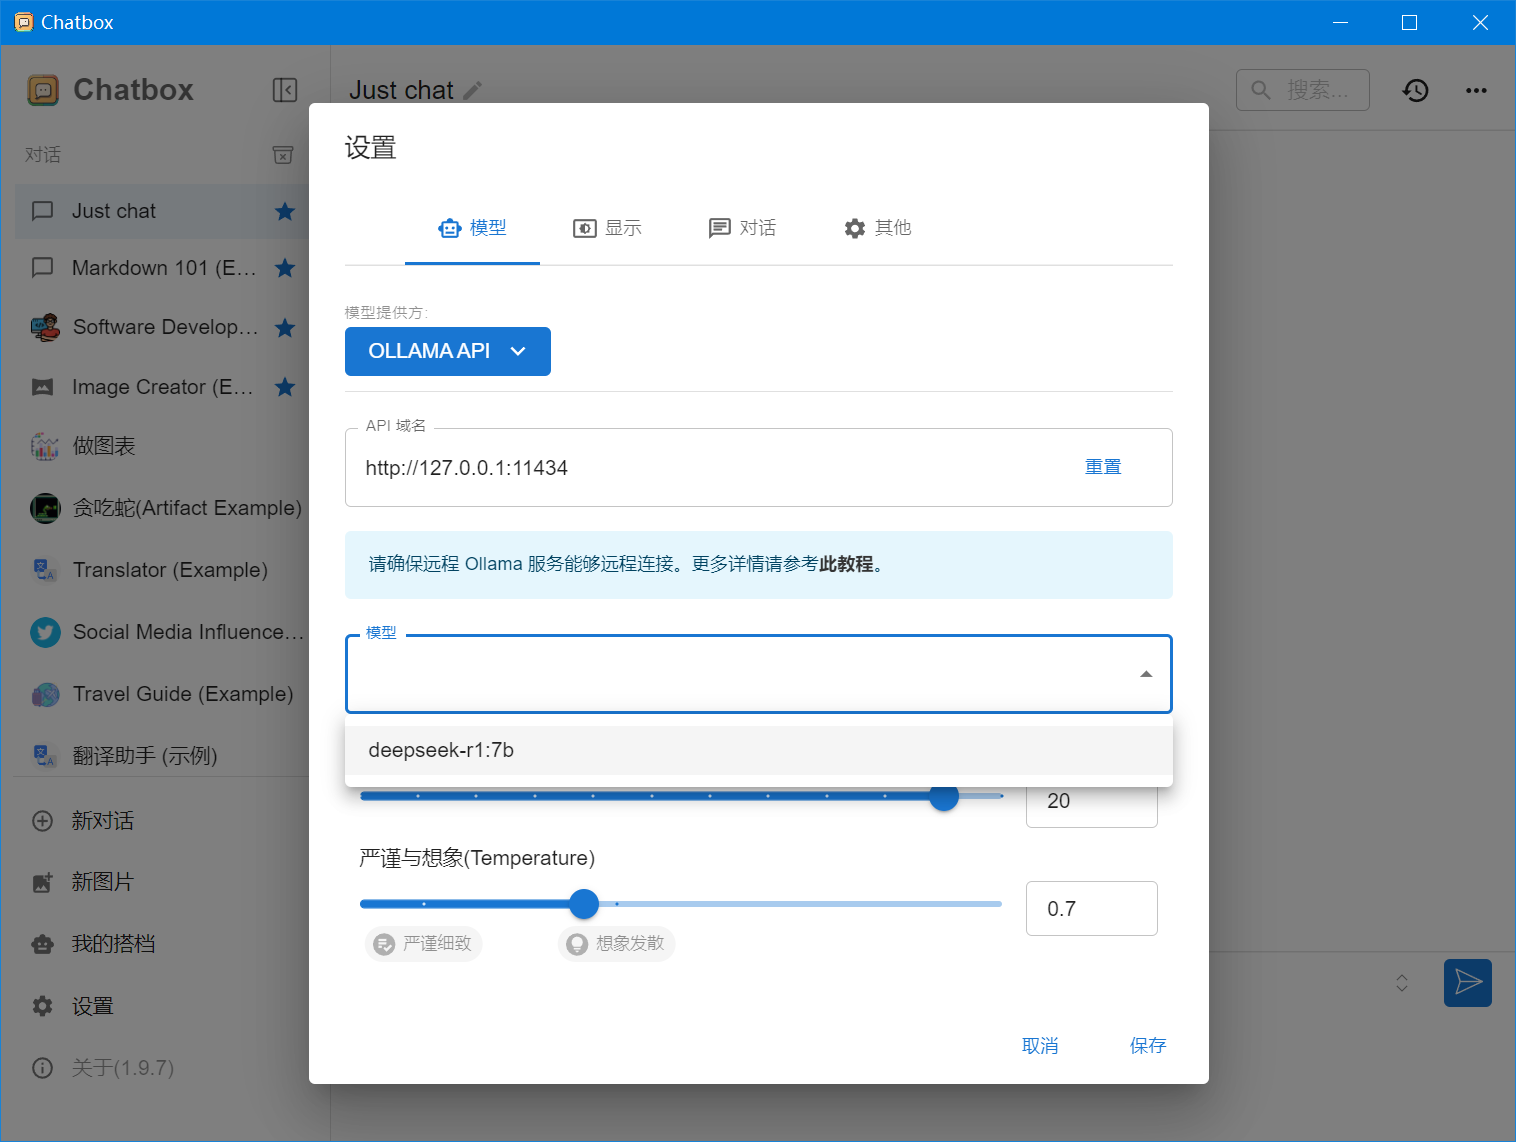 Chatbox
Chatbox
Just chat
搜索...
对话
Just chat
Markdown 101 (E...
Software Develop...
Image Creator (E...
做图表
贪吃蛇(Artifact Example)
Translator (Example)
Social Media Influence...
Travel Guide (Example)
翻译助手 (示例)
新对话
新图片
我的搭档
设置
关于(1.9.7)
设置
模型
显示
对话
其他
模型提供方:
OLLAMA API
API 域名
http://127.0.0.1:11434
重置
请确保远程 Ollama 服务能够远程连接。更多详情请参考此教程。
模型
deepseek-r1:7b
20
严谨与想象(Temperature)
0.7
严谨细致
想象发散
取消
保存